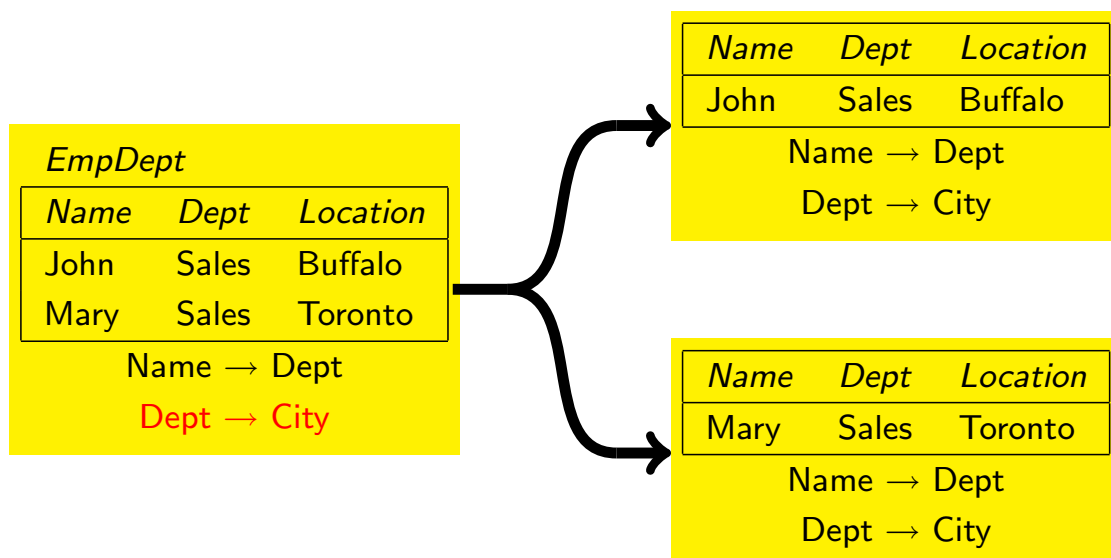 EmpDept
Name Dept Location
John Sales Buffalo
Mary Sales Toronto
Name → Dept
Dept → City
Name Dept Location
John Sales Buffalo
Name → Dept
Dept → City
Name Dept Location
Mary Sales Toronto
Name → Dept
Dept → City